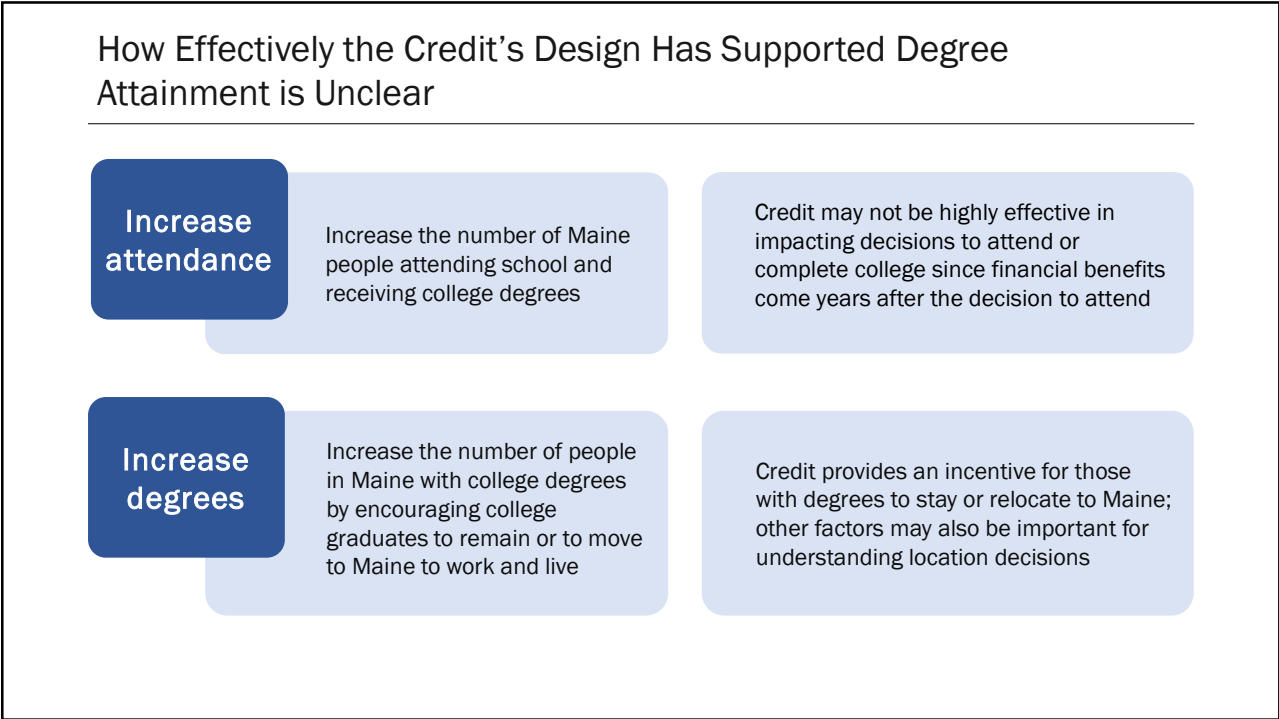 How Effectively the Credit’s Design Has Supported Degree
Attainment is Unclear
Increase
attendance
Increase the number of Maine
people attending school and
receiving college degrees
Credit may not be highly effective in
impacting decisions to attend or
complete college since financial benefits
come years after the decision to attend
Increase
degrees
Increase the number of people
in Maine with college degrees
by encouraging college
graduates to remain or to move
to Maine to work and live
Credit provides an incentive for those
with degrees to stay or relocate to Maine;
other factors may also be important for
understanding location decisions